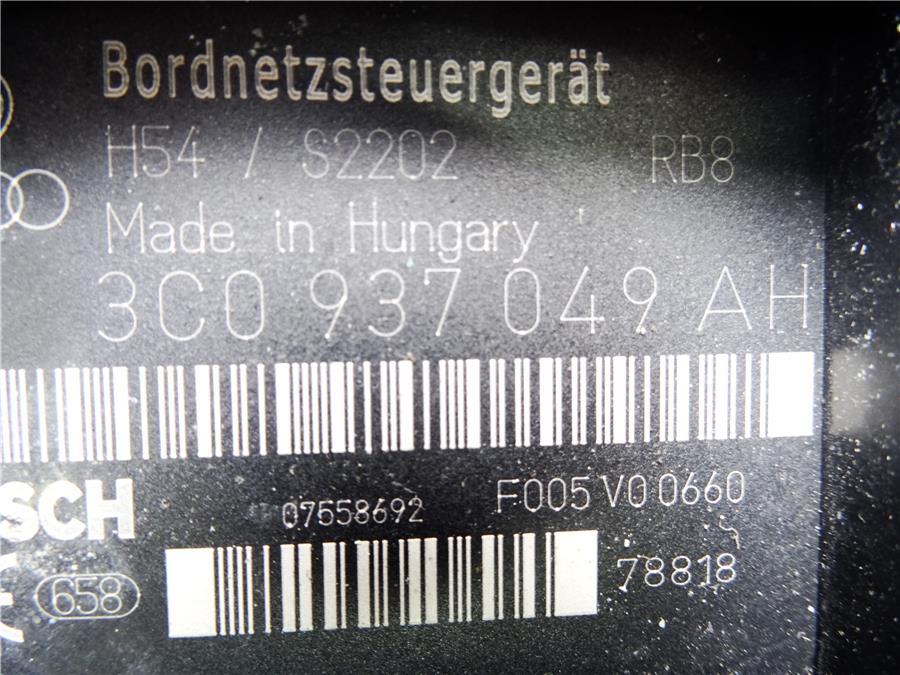 Bordnetzsteuergerät
H54 / S2202 RB8
Made in Hungary
3C0 937 049 AH
SCH
07558692 F005 V0 0660
658 78818